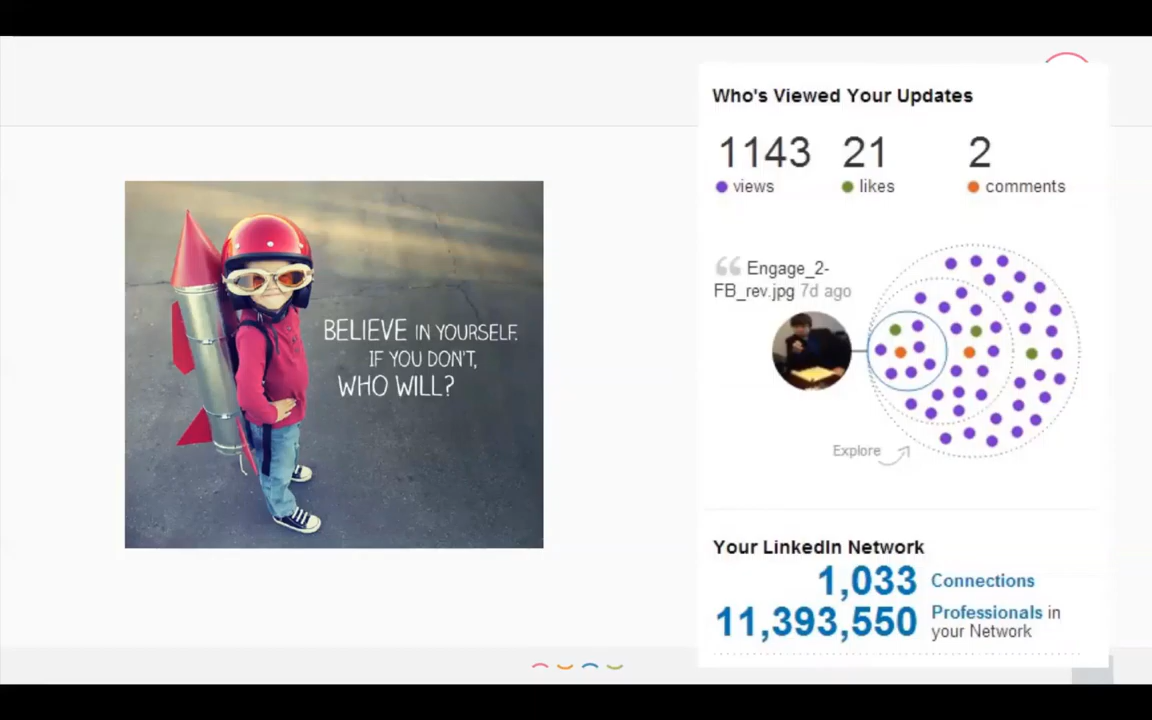 BELIEVE IN YOURSELF.
IF YOU DON'T,
WHO WILL?
Who's Viewed Your Updates
1143 21 2
views likes comments
Engage_2-
FB_rev.jpg 7d ago
Explore
Your LinkedIn Network
1,033 Connections
11,393,550 Professionals in
your Network